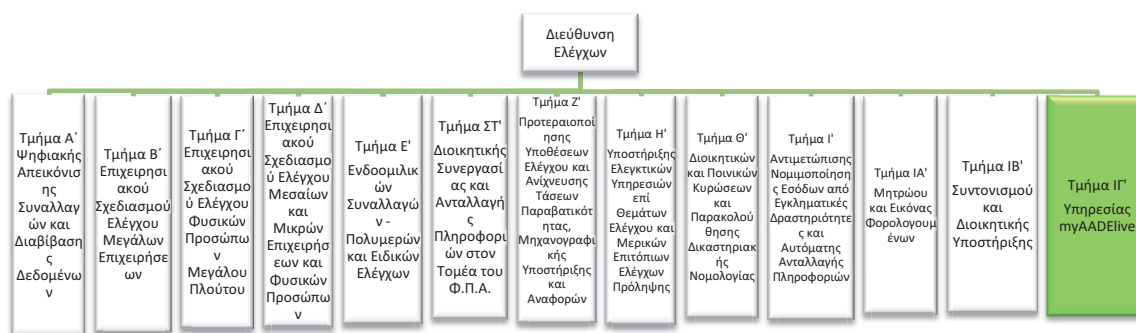 Διεύθυνση
Ελέγχων
Τμήμα Α΄
Ψηφιακής
Απεικόνισ
ης
Συναλλαγ
ών και
Διαβίβαση
ς
Δεδομένω
ν
Τμήμα Β΄
Επιχειρησι
ακού
Σχεδιασμού
Ελέγχου
Μεγάλων
Επιχειρήσε
ων
Τμήμα Γ΄
Επιχειρησι
ακού
Σχεδιασμο
ύ Ελέγχου
Φυσικών
Προσώπω
ν
Μεγάλου
Πλούτου
Τμήμα Δ΄
Επιχειρησι
ακού
Σχεδιασμο
ύ Ελέγχου
Μεσαίων
και
Μικρών
Επιχειρήσ
εων και
Φυσικών
Προσώπω
ν
Τμήμα Ε'
Ενδοομιλικ
ών
Συναλλαγών -
Πολυμερών
και Ειδικών
Ελέγχων
Τμήμα ΣΤ'
Διοικητικής
Συνεργασί
ας και
Ανταλλαγή
ς
Πληροφορι
ών στον
Τομέα του
Φ.Π.Α.
Τμήμα Ζ'
Προτεραιοποί
ησης
Υποθέσεων
Ελέγχου και
Ανίχνευσης
Τάσεων
Παραβατικότ
ητας,
Μηχανογραφι
κής
Υποστήριξης
και
Αναφορών
Τμήμα Η'
Υποστήριξης
Ελεγκτικών
Υπηρεσιών
επί
Θεμάτων
Ελέγχου και
Μερικών
Επιτόπιων
Ελέγχων
Πρόληψης
Τμήμα Θ'
Διοικητικών
και Ποινικών
Κυρώσεων
και
Παρακολού
θησης
Δικαστηριακ
ής
Νομολογίας
Τμήμα Ι'
Αντιμετώπισης
Νομιμοποίηση
ς Εσόδων από
Εγκληματικές
Δραστηριότητε
ς και
Αυτόματης
Ανταλλαγής
Πληροφοριών
Τμήμα ΙΑ'
Μητρώου
και Εικόνας
Φορολογουμ
ένων
Τμήμα ΙΒ'
Συντονισμού
και
Διοικητικής
Υποστήριξης
Τμήμα ΙΓ'
Υπηρεσίας
myAADElive